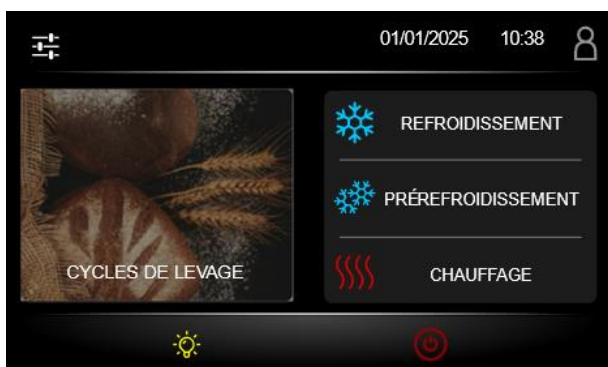 01/01/2025 10:38
REFROIDISSEMENT
PRÉREFROIDISSEMENT
CYCLES DE LEVAGE
CHAUFFAGE